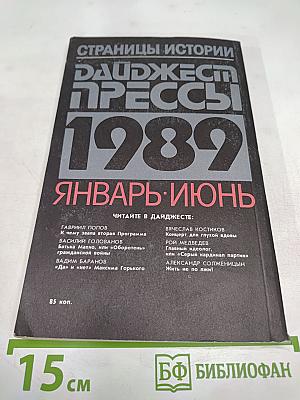 СТРАНИЦЫ ИСТОРИИ
ДАЙДЖЕСТ
ПРЕССЫ
1989
ЯНВАРЬ·ИЮНЬ
ЧИТАЙТЕ В ДАЙДЖЕСТЕ:
ГАВРИИЛ ПОПОВ
К чему звала вторая Программа
ВАСИЛИЙ ГОЛОВАНОВ
Батька Махно, или «Оборотень»
гражданской войны
ВАДИМ БАРАНОВ
«Да» и «нет» Максима Горького
ВЯЧЕСЛАВ КОСТИКОВ
Концерт для глухой вдовы
РОЙ МЕДВЕДЕВ
Главный идеолог,
или «Серый кардинал партии»
АЛЕКСАНДР СОЛЖЕНИЦЫН
Жить не по лжи!
85 коп.
15 см
БФ БИБЛИОФАН